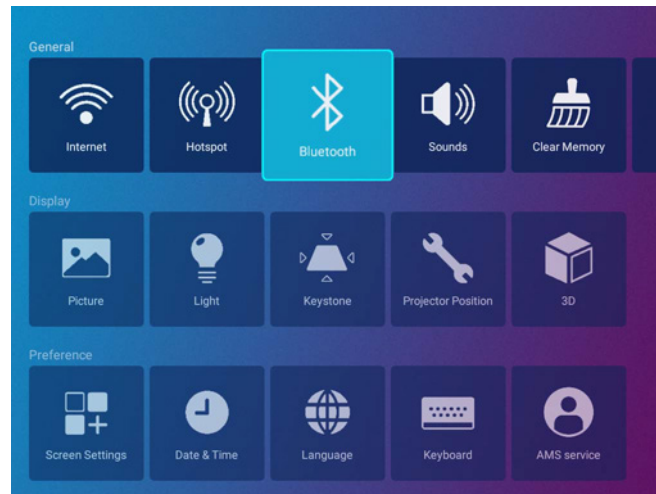 General
Internet
Hotspot
Bluetooth
Sounds
Clear Memory
Display
Picture
Light
Keystone
Projector Position
3D
Preference
Screen Settings
Date & Time
Language
Keyboard
AMS service